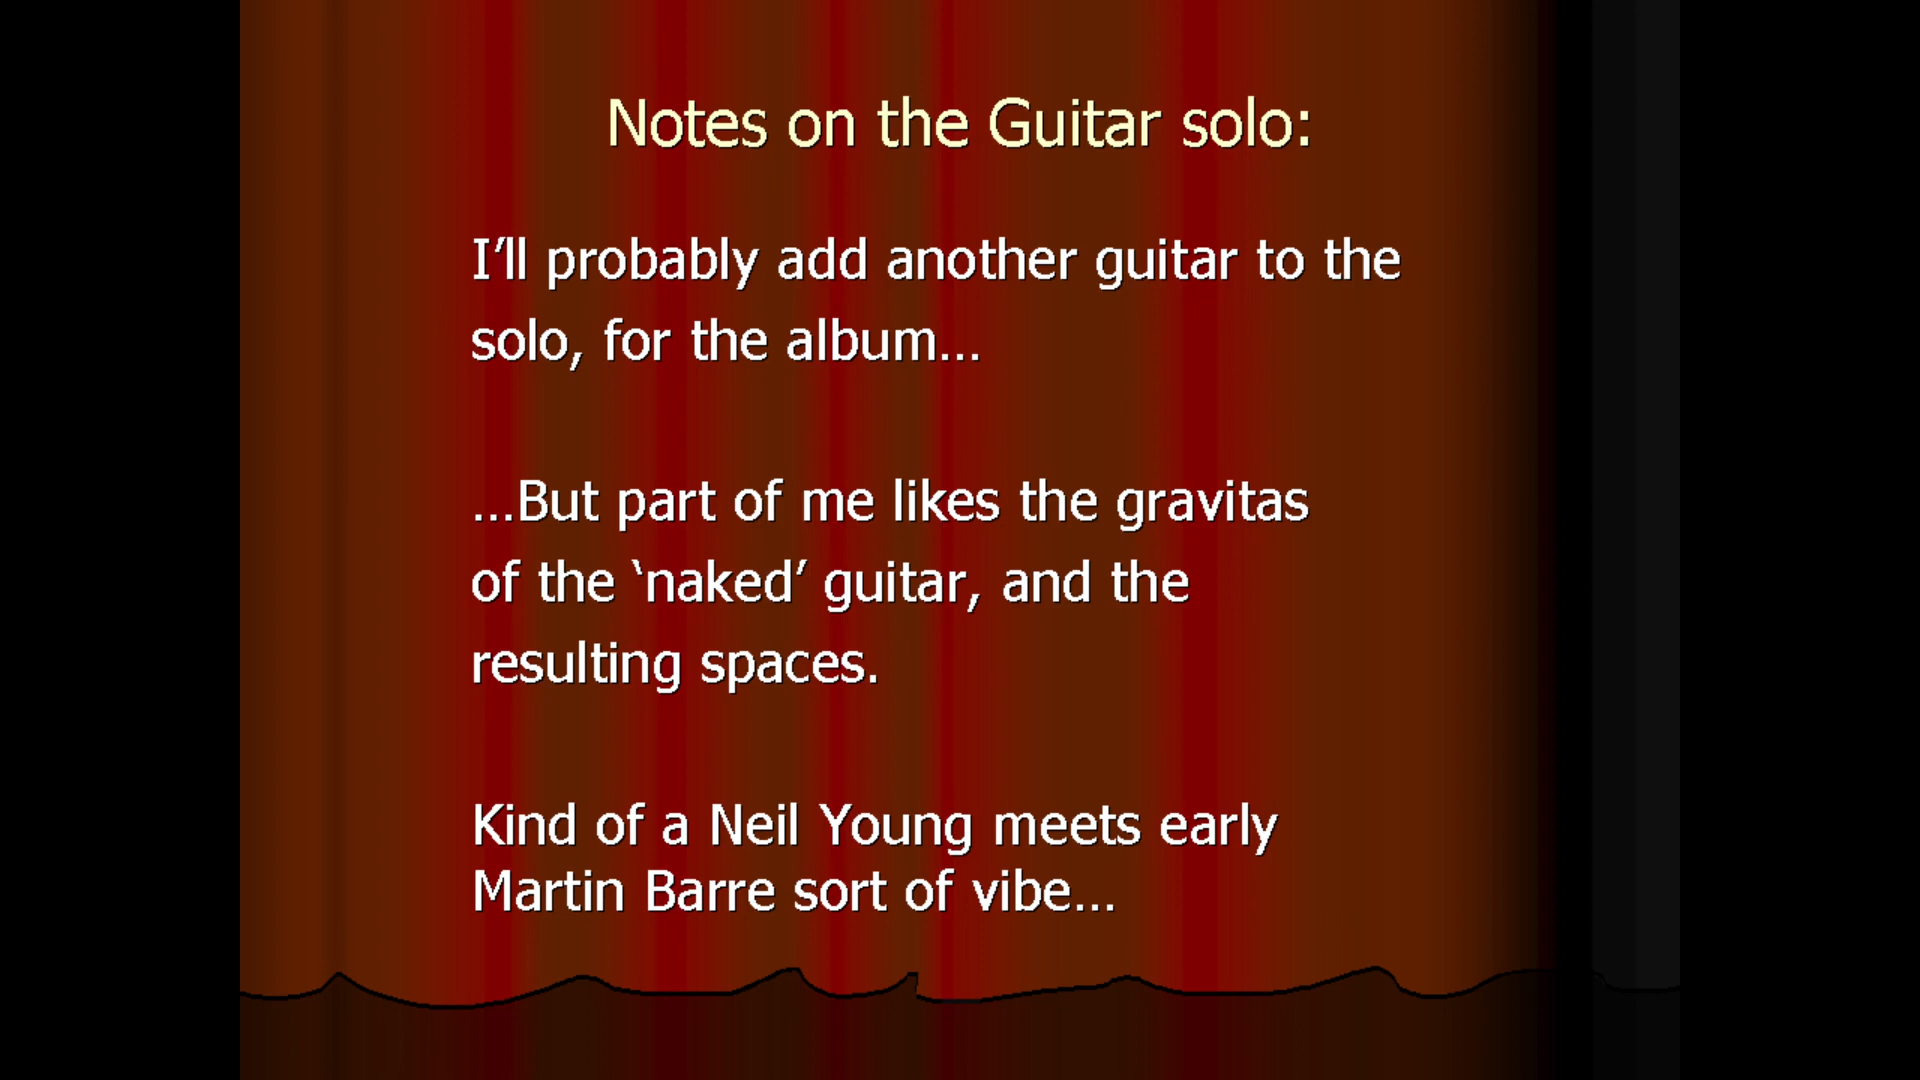 Notes on the Guitar solo:
I’ll probably add another guitar to the
solo, for the album…
…But part of me likes the gravitas
of the ‘naked’ guitar, and the
resulting spaces.
Kind of a Neil Young meets early
Martin Barre sort of vibe…